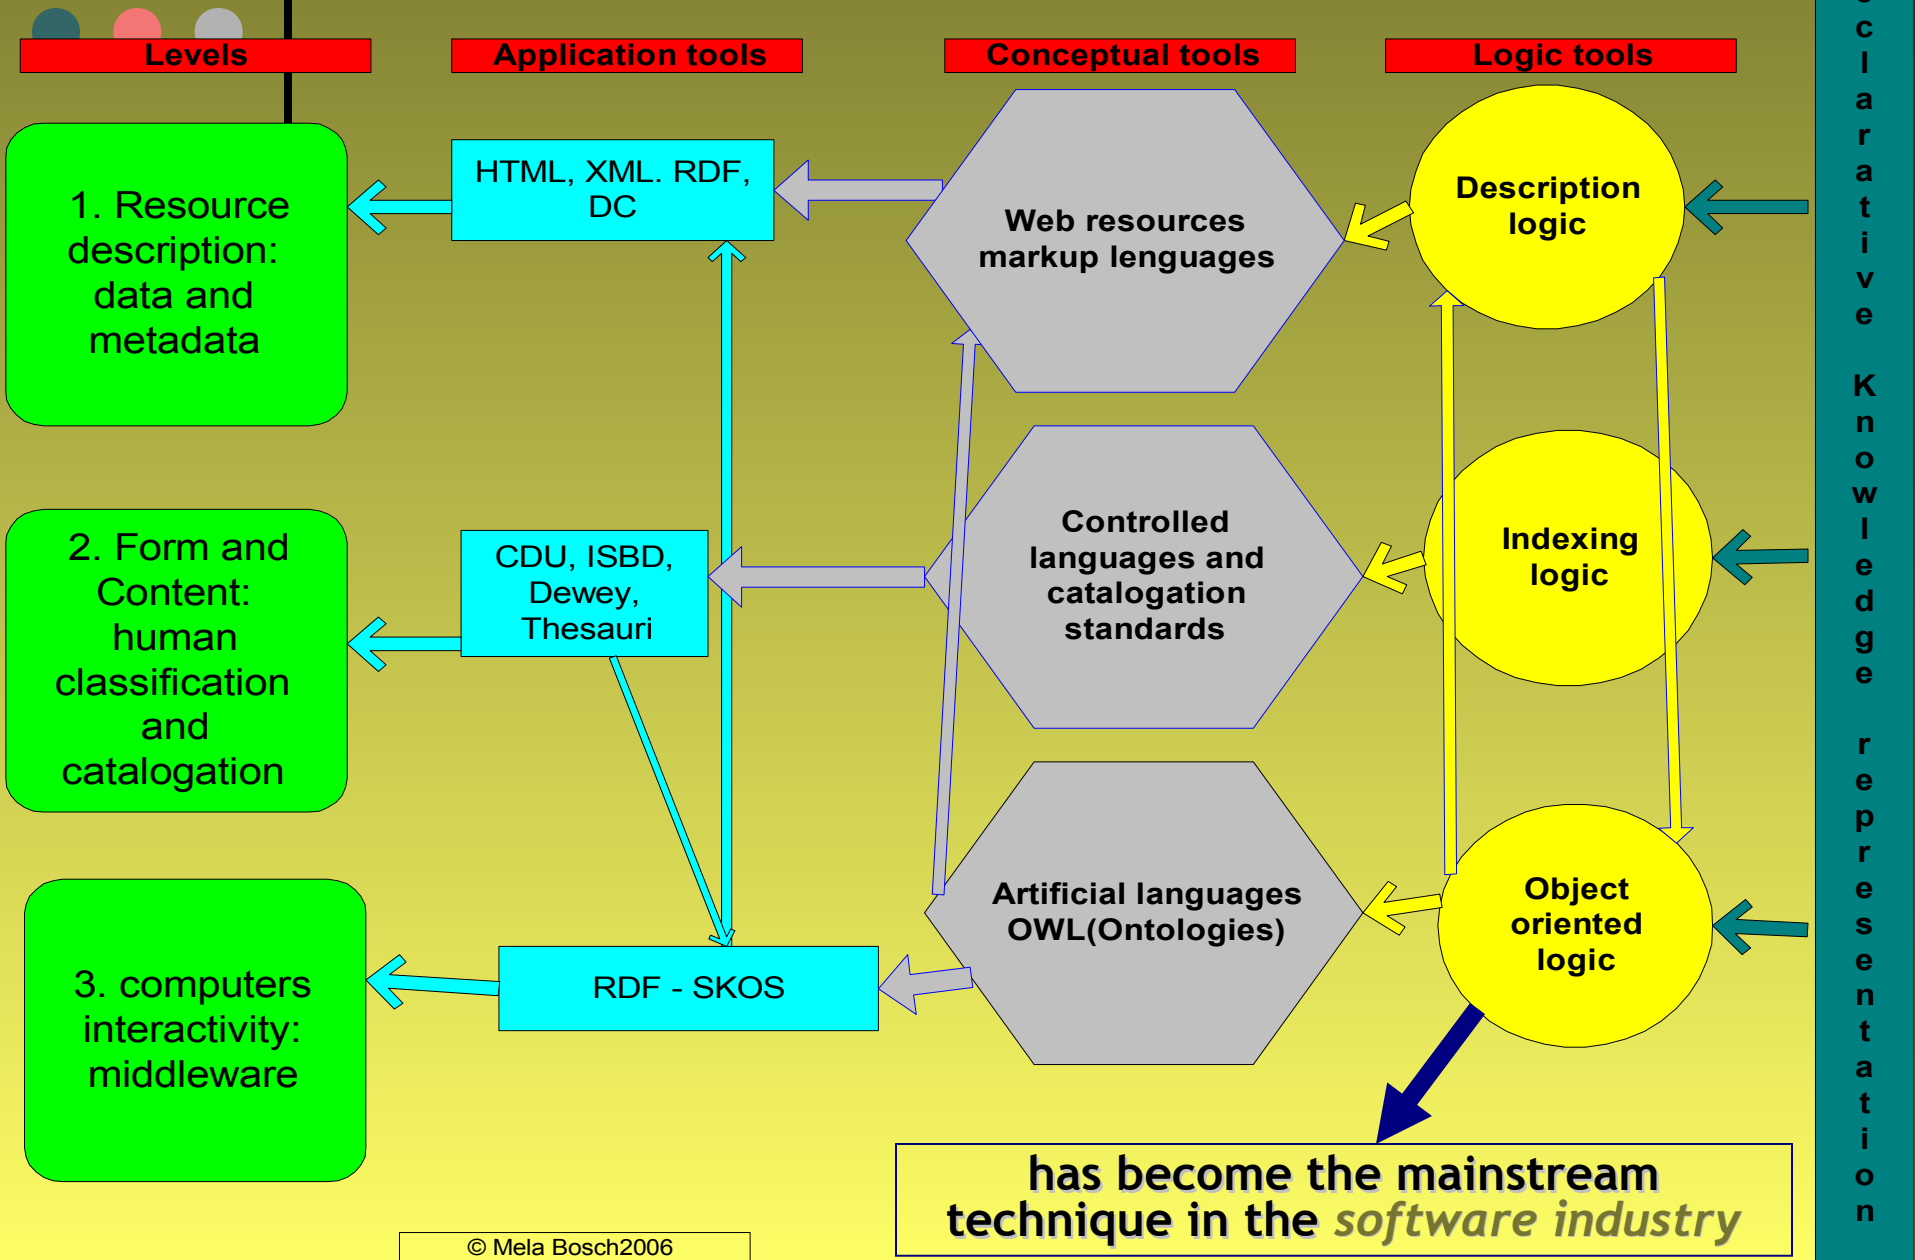 Levels
Application tools
Conceptual tools
Logic tools
1. Resource
description:
data and
metadata
HTML, XML. RDF,
DC
Web resources
markup lenguages
Description
logic
2. Form and
Content:
human
classification
and
catalogation
CDU, ISBD,
Dewey,
Thesauri
Controlled
languages and
catalogation
standards
Indexing
logic
3. computers
interactivity:
middleware
RDF - SKOS
Artificial languages
OWL(Ontologies)
Object
oriented
logic
has become the mainstream
technique in the software industry
© Mela Bosch2006
clarative Knowledge representation